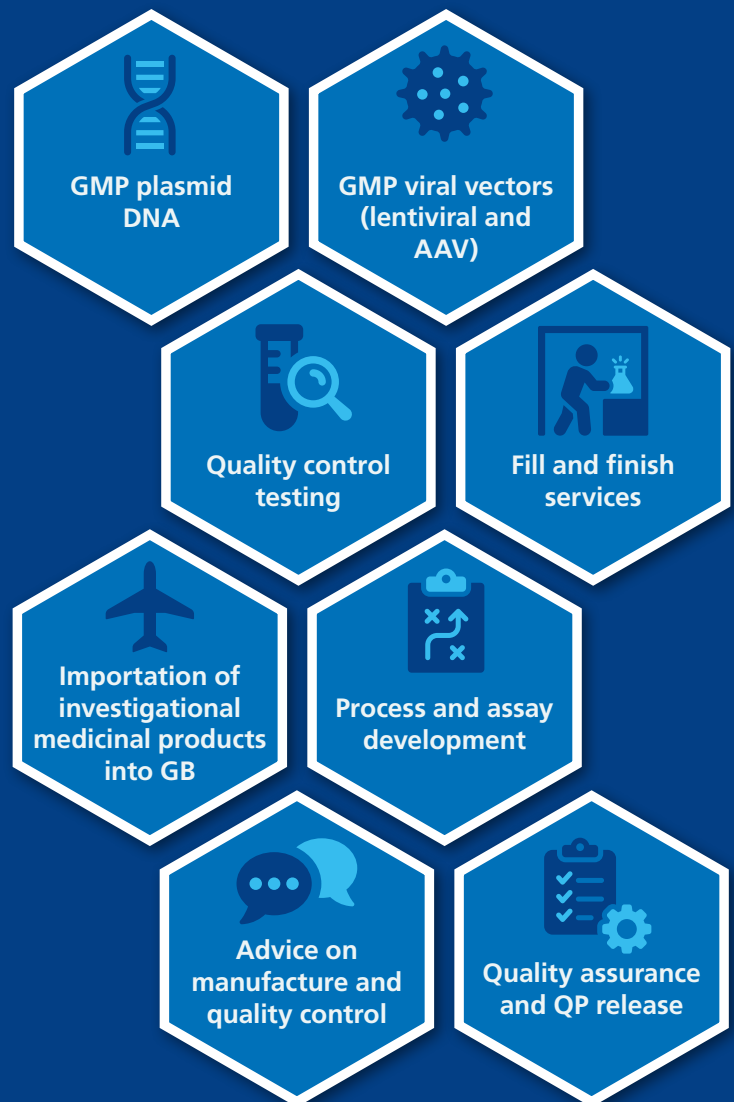 GMP plasmid
DNA
GMP viral vectors
(lentiviral and
AAV)
Quality control
testing
Fill and finish
services
Importation of
investigational
medicinal products
into GB
Process and assay
development
Advice on
manufacture and
quality control
Quality assurance
and QP release